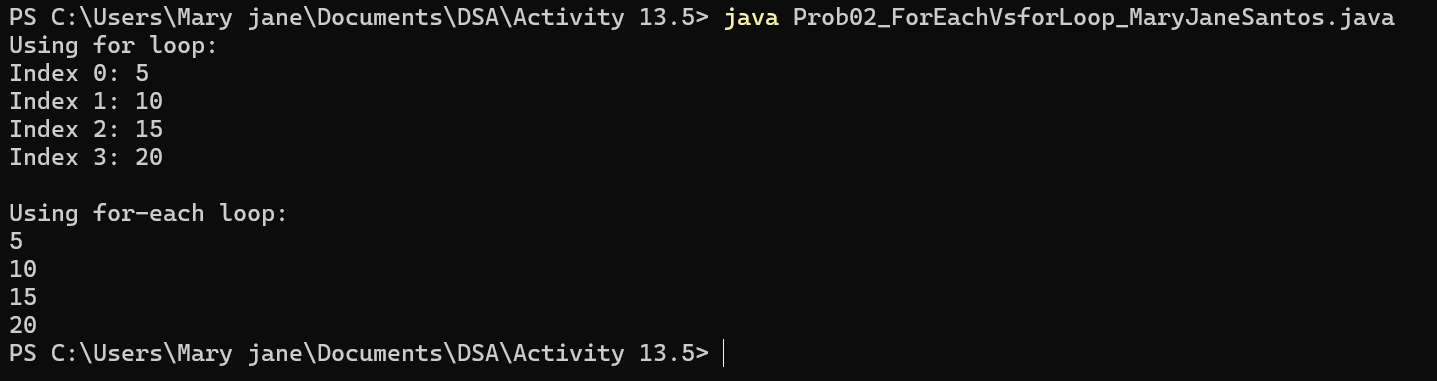 PS C:\Users\Mary jane\Documents\DSA\Activity 13.5> java Prob02_ForEachVsforLoop_MaryJaneSantos.java
Using for loop:
Index 0: 5
Index 1: 10
Index 2: 15
Index 3: 20
Using for-each loop:
5
10
15
20
PS C:\Users\Mary jane\Documents\DSA\Activity 13.5>